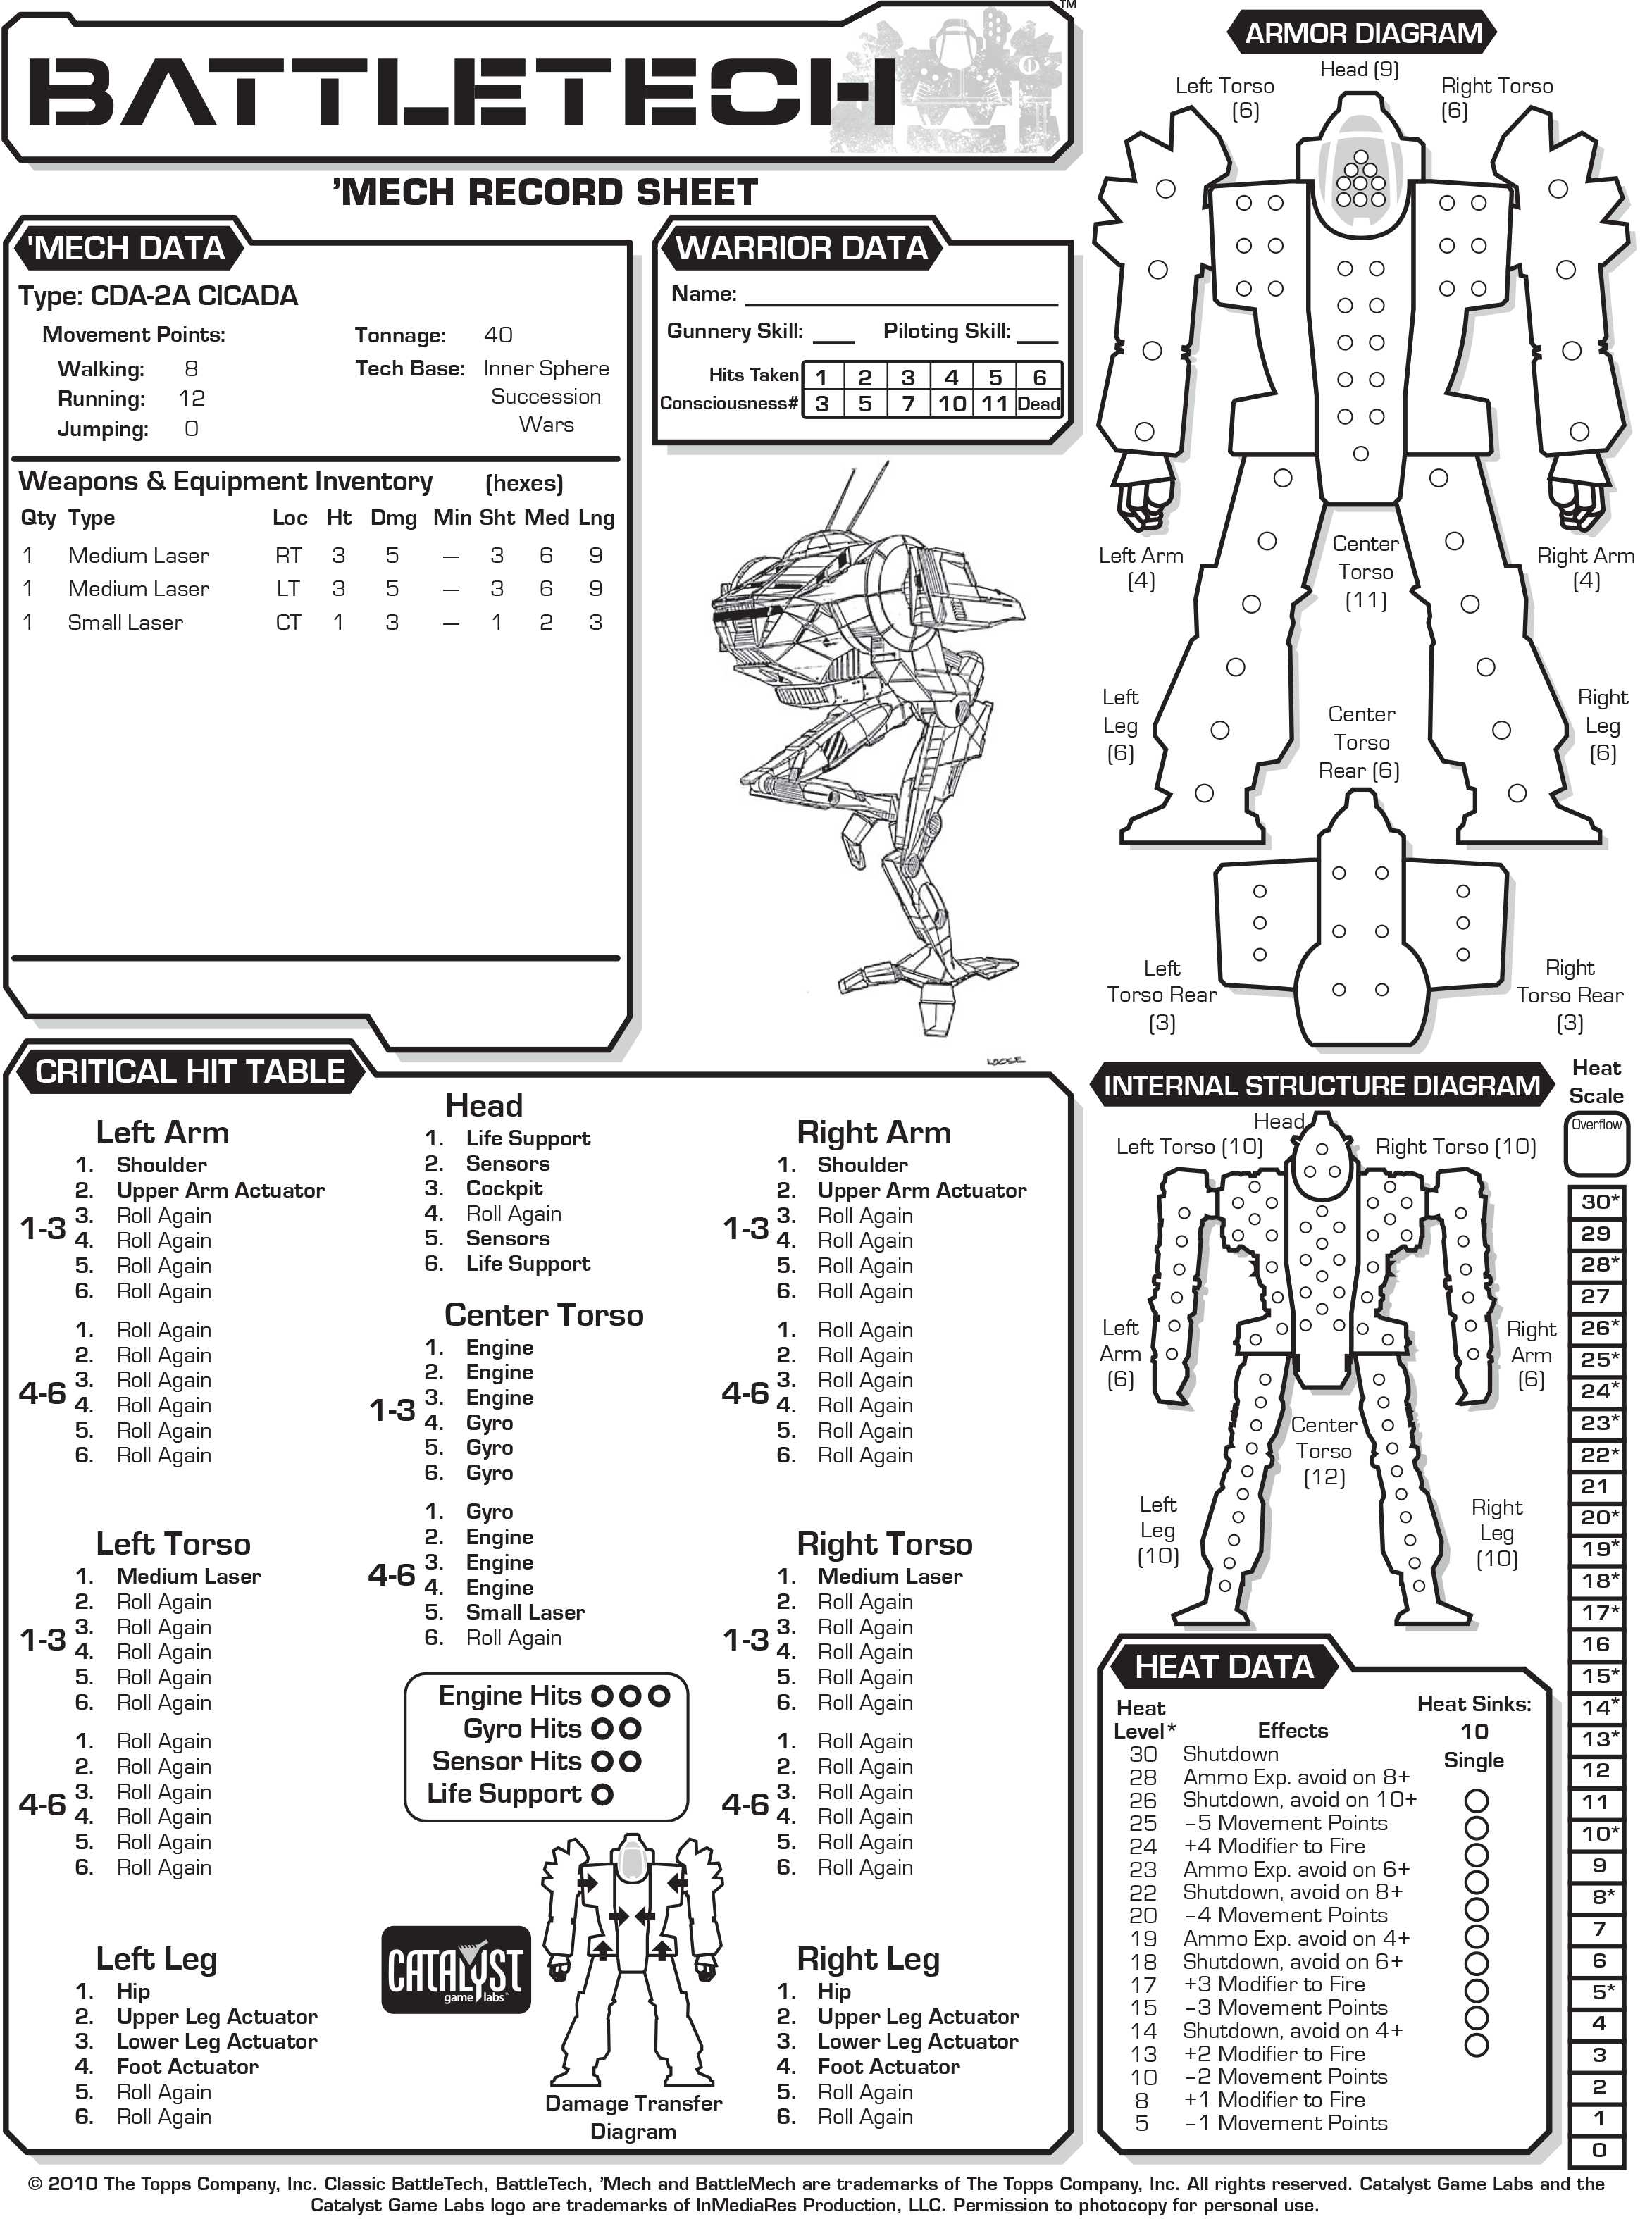 BATTLETECH
TM
'MECH RECORD SHEET
'MECH DATA
Type: CDA-2A CICADA
Movement Points:
Walking: 8
Running: 12
Jumping: 0
Tonnage: 40
Tech Base: Inner Sphere
Succession
Wars
Weapons & Equipment Inventory (hexes)
Qty Type Loc Ht Dmg Min Sht Med Lng
1 Medium Laser RT 3 5 — 3 6 9
1 Medium Laser LT 3 5 — 3 6 9
1 Small Laser CT 1 3 — 1 2 3
WARRIOR DATA
Name:
Gunnery Skill: Piloting Skill:
Hits Taken 1 2 3 4 5 6
Consciousness# 3 5 7 10 11 Dead
LOOSE
ARMOR DIAGRAM
Head (9)
Left Torso
(6)
Right Torso
(6)
Left Arm
(4)
Center
Torso
(11)
Right Arm
(4)
Left
Leg
(6)
Center
Torso
Rear (6)
Right
Leg
(6)
Left
Torso Rear
(3)
Right
Torso Rear
(3)
CRITICAL HIT TABLE
Left Arm
1-3
1. Shoulder
2. Upper Arm Actuator
3. Roll Again
4. Roll Again
5. Roll Again
6. Roll Again
4-6
1. Roll Again
2. Roll Again
3. Roll Again
4. Roll Again
5. Roll Again
6. Roll Again
Left Torso
1-3
1. Medium Laser
2. Roll Again
3. Roll Again
4. Roll Again
5. Roll Again
6. Roll Again
4-6
1. Roll Again
2. Roll Again
3. Roll Again
4. Roll Again
5. Roll Again
6. Roll Again
Left Leg
1. Hip
2. Upper Leg Actuator
3. Lower Leg Actuator
4. Foot Actuator
5. Roll Again
6. Roll Again
Head
1. Life Support
2. Sensors
3. Cockpit
4. Roll Again
5. Sensors
6. Life Support
Center Torso
1-3
1. Engine
2. Engine
3. Engine
4. Gyro
5. Gyro
6. Gyro
4-6
1. Gyro
2. Engine
3. Engine
4. Engine
5. Small Laser
6. Roll Again
Engine Hits
Gyro Hits
Sensor Hits
Life Support
CATALYST
game labs™
Damage Transfer
Diagram
Right Arm
1-3
1. Shoulder
2. Upper Arm Actuator
3. Roll Again
4. Roll Again
5. Roll Again
6. Roll Again
4-6
1. Roll Again
2. Roll Again
3. Roll Again
4. Roll Again
5. Roll Again
6. Roll Again
Right Torso
1-3
1. Medium Laser
2. Roll Again
3. Roll Again
4. Roll Again
5. Roll Again
6. Roll Again
4-6
1. Roll Again
2. Roll Again
3. Roll Again
4. Roll Again
5. Roll Again
6. Roll Again
Right Leg
1. Hip
2. Upper Leg Actuator
3. Lower Leg Actuator
4. Foot Actuator
5. Roll Again
6. Roll Again
INTERNAL STRUCTURE DIAGRAM
Head
Left Torso (10)
Right Torso (10)
Left
Arm
(6)
Right
Arm
(6)
Center
Torso
(12)
Left
Leg
(10)
Right
Leg
(10)
HEAT DATA
Heat
Level* Effects
30 Shutdown
28 Ammo Exp. avoid on 8+
26 Shutdown, avoid on 10+
25 –5 Movement Points
24 +4 Modifier to Fire
23 Ammo Exp. avoid on 6+
22 Shutdown, avoid on 8+
20 –4 Movement Points
19 Ammo Exp. avoid on 4+
18 Shutdown, avoid on 6+
17 +3 Modifier to Fire
15 –3 Movement Points
14 Shutdown, avoid on 4+
13 +2 Modifier to Fire
10 –2 Movement Points
8 +1 Modifier to Fire
5 –1 Movement Points
Heat Sinks:
10
Single
Heat
Scale
Overflow
30*
29
28*
27
26*
25*
24*
23*
22*
21
20*
19*
18*
17*
16
15*
14*
13*
12
11
10*
9
8*
7
6
5*
4
3
2
1
0
© 2010 The Topps Company, Inc. Classic BattleTech, BattleTech, 'Mech and BattleMech are trademarks of The Topps Company, Inc. All rights reserved. Catalyst Game Labs and the
Catalyst Game Labs logo are trademarks of InMediaRes Production, LLC. Permission to photocopy for personal use.